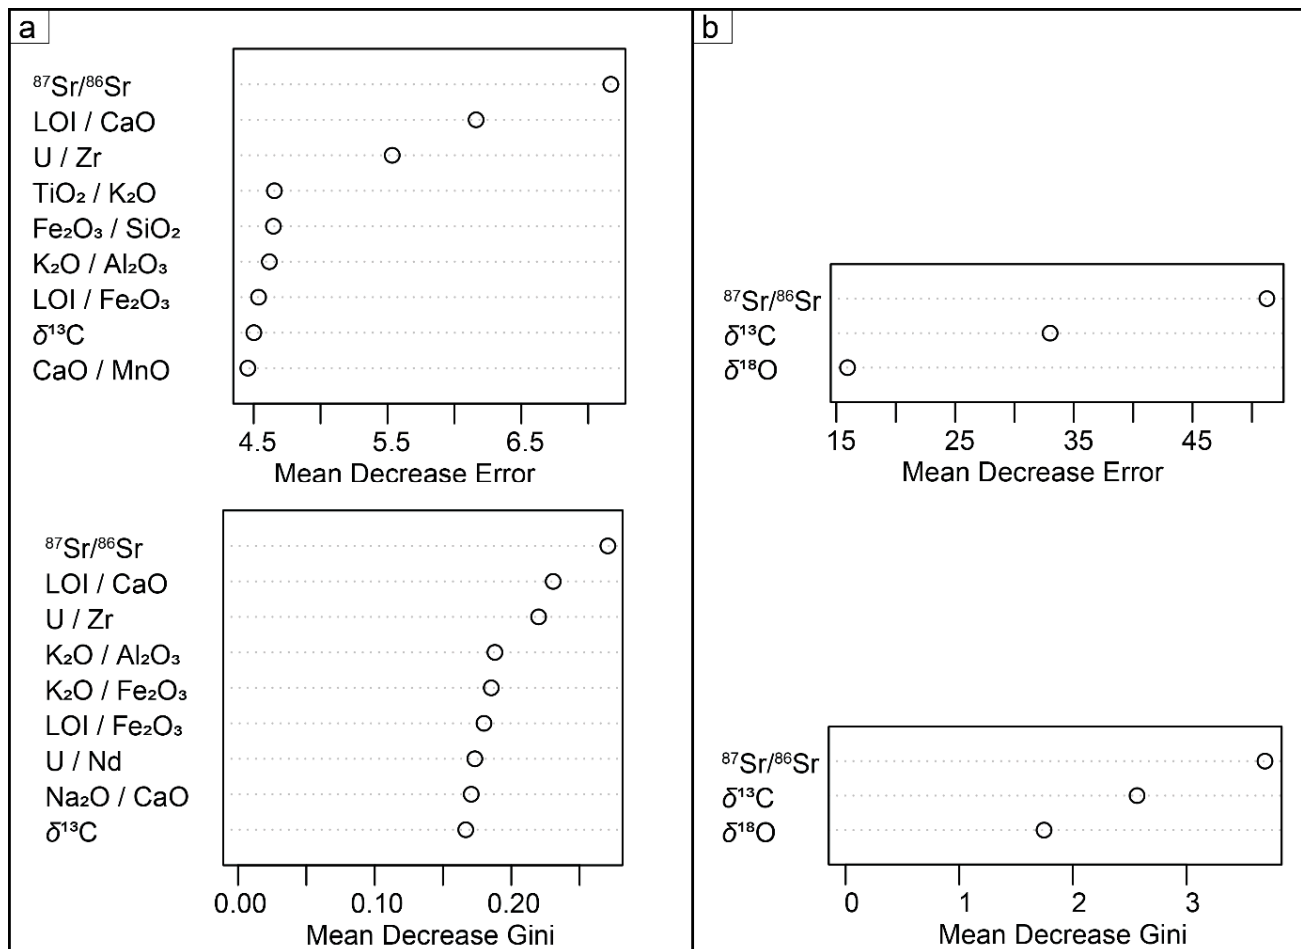 a
⁸⁷Sr/⁸⁶Sr
LOI / CaO
U / Zr
TiO₂ / K₂O
Fe₂O₃ / SiO₂
K₂O / Al₂O₃
LOI / Fe₂O₃
δ¹³C
CaO / MnO
4.5 5.5 6.5
Mean Decrease Error
⁸⁷Sr/⁸⁶Sr
LOI / CaO
U / Zr
K₂O / Al₂O₃
K₂O / Fe₂O₃
LOI / Fe₂O₃
U / Nd
Na₂O / CaO
δ¹³C
0.00 0.10 0.20
Mean Decrease Gini
b
⁸⁷Sr/⁸⁶Sr
δ¹³C
δ¹⁸O
15 25 35 45
Mean Decrease Error
⁸⁷Sr/⁸⁶Sr
δ¹³C
δ¹⁸O
0 1 2 3
Mean Decrease Gini